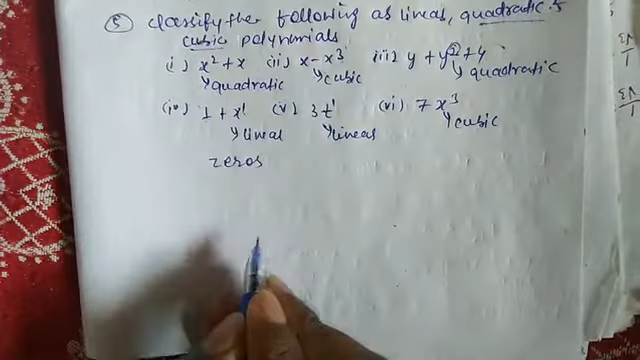 ⑤ Classify the following as linear, quadratic &
cubic polynomials
(i) x² + x (ii) x - x³ (iii) y + y² + 4
↘quadratic ↘cubic ↘quadratic
(iv) 1 + x¹ (v) 3t¹ (vi) 7x³
↘linear ↘linear ↘cubic
zeros